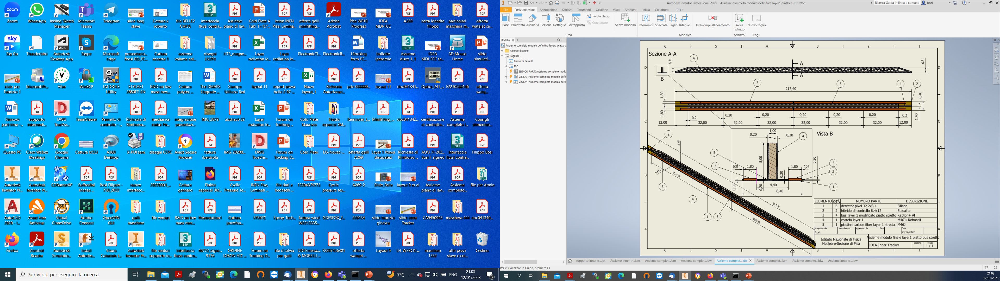 Zoom WhatsApp Inkling Sketch Manager Microsoft Teams Telegram slide long stave Cattura x roberto file BELLE2 CMOS Interfaccia flussi contra... Assieme piano di lav... Cold Plate 4 Tubi T=15°... loson INFN Pisa, Lamina... offerta galli minifitting... Adobe Acrobat Pisa WP10 Progress IDEA MDI-FCC A269 carta identita filippo particolari maschera m... offerta watajet ce...
Sky Go Thunderbird Autodesk Desktop App Skype Microsoft Edge presentazio... fbosi RD_FC... Cattura roberto 1 assieme volume col... disegni LN2P3 HTS_magne... Layer radiation le... Layer radiation le... ElectronicTi... ElectronicR... 1Booking form FC... bollette iperdrola Assieme disco 1_1 IDEA MDI-FCC ta... 3D Mouse Home slide simulati...
slide per Fabrizio 1 MicrosoftPr... Vibe WinSCP LMTOOLS Utility STYCAST 2850FT-EN R&D on low mass mec... Cattura polytec ... The DMAPS Upgrade ... Stampa Utilizzo Taxi layout 11 report prova belle 2 07-... Nuovi layout_1 Richiesta Autorizzazi... pdv-000000... layout 11 doc041341... Optics_241_... F2210560146 offerta wataj...
Rinnovo part-time -... supporto intermedi... DWG TrueVie... TeamViewer Pannello di controllo - ... Richiesta di Rimborso... mechanics status Pis... integrazione presentazi... IMG_2879 abstract-32 Layer radiation le... Forum on Tracking ... Cold Plate Maurizio Fluido especial 3M... Reminder_L... Minifitting_... doc041342... certificazione di contratto... Assieme completo l... Consigli alimentari...
Questo PC Cisco Webex Meetings Google Chrome Cattura M55J A360 Desktop X-PDFsam disegni CEPC Avast Secure Browser fattura iberdrola IMG-20200... DWG TrueVie... Forum on Tracking D... Cold Plate DS-Novec-... offerta galli A269 Layer 1 Power dissipated Richiesta di Rimborso ... AOO_PI-202... Bosi F_signed Interfaccia flussi contra... Filippo Bosi
Autodesk Inventor Pr... Autodesk Inventor Pr... CDBurnerXP Suffredini Marisa ... Bosi Filippo - 730_2022 nuovo interfacc... 20220901_... Cattura gennaro Fluido especial 3M... Cyclic Pressure Te... INFN Pisa, Laminati ... file dati a bedeschi ... F2204379773 Cyclic pressure tes... A269-2 Slide_Palla layout 9 et al Assieme piano di lav... Assieme completo... file per Armin
AutoCAD 2020 - I... Avast Free Antivirus Virtual CloneDrive Adobe Connect OpenVPN GUI galli maschere file venturi R&D on low mass mec... Presentation1 Cattura pocofoa... EP30TC Epoxy-Tech... fattura wind W2213335... GDFSFOX_2... 220134 slide fabrizio ginevra slide inner Tracker CA9450943 maschera 444 doc041340...
Firefox Acrobat Reader Autodesk Simulatio... Install Autodes... Visura Catastale t... Autodesk Inventor Pr... file venturi supporto in... Interfaccia flussi contra... 46772_signe... 9176 ORDINE LOSON FCC ... Forum on Tracking D... file di silvia per galli DDTEmesso... & MORELLI ... F2207456301 offerta watajet ... Layout 9 LH_WEBCKI... maschera 1332 altri pezzi stave e col... Cestino
Scrivi qui per eseguire la ricerca
7°C ENG 21:03
12/01/2023
Autodesk Inventor Professional 2021 Assieme completo modulo definitivo layer1 piatto bus stretto
Ricerca Guida in linea e comand bosi
File Posiziona viste Annotazione Schizzo Strumenti Gestione Vista Ambienti Inizia Collabora
Base Proiettata Ausiliaria Sezione Dettaglio Sovrapposta Tavola chiodi Connettore Senza modello Interrompi Spaccata Taglio Ritaglio Interrompi allineamento Avvia schizzo Nuovo foglio
Crea Modifica Schizzo Fogli
Modello
Assieme completo modulo definitivo layer1 piatto b
Risorse disegno
Foglio:1
Bordo di default
ISO
ELENCO PARTI:Assieme completo modu
VISTA1:Assieme completo modulo defin
VISTA4:Assieme completo modulo defin
6 5 4 3 2 1
Sezione A-A
6,31 4 A A 6,31
B
3 5 4 2
217,40
1,80 1,80 8,40 1,40
0.2 0,20 0,20 0,20 0,20 0,20 0.2
12,00 32,00 32,00 32,00 32,00 32,00 32,00 12,00
Vista B
1,00
0,20 0,20 4
5 5,00 3 0,25 1,80 0,20 1,80 0,25 0,20 3 2 1
0,05 0,20 4,40
8,40
2 1,40 5,00 103,29 3 4 1 5 217,40 103,29
ELEMENTO QTÀ NUMERO PARTE DESCRIZIONE
1 6 detector pixel 32.2x8.4 Silicon
2 2 hibrido di controllo 8.4x12 Stesalite
3 4 bus layer 1 modificato piatto stretto Kapton+ Al
4 1 costola layer 1 M46J+Rohacell
5 1 piattina carbon fiber layer 1 stretta M46J
Progettato da Controllato da Approvato da Data Data
fbosi 23/12/2022
Istituto Nazionale di Fisica Nucleare-Sezione di Pisa
Assieme modulo finale layer1 piatto bus stretto
IDEA-Inner Tracker
Edizione Foglio
1 / 1
6 5 4 3 2 1
supporto inner tr...ipt Assieme inner tr...iam Assieme complet...iam Assieme complet...idw Assieme complet...idw Assieme complet...iam Assieme complet...idw Assieme inner tr...idw
Per visualizzare la Guida, premere F1
17 29
21:03
12/01/2023